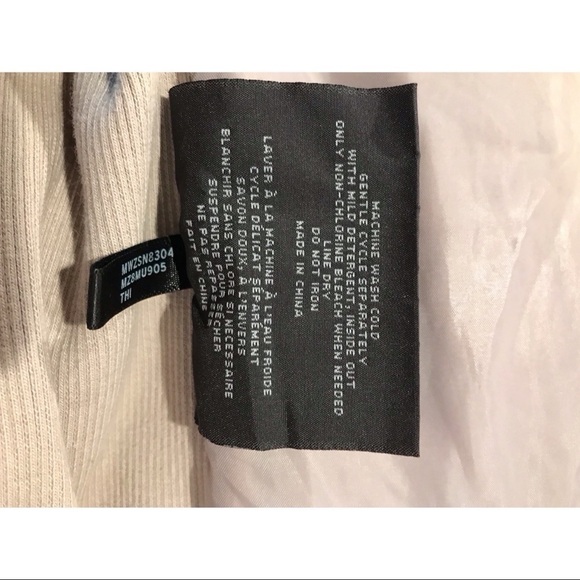 MACHINE WASH COLD
GENTLE CYCLE SEPARATELY
WITH MILD DETERGENT, INSIDE OUT
ONLY NON-CHLORINE BLEACH WHEN NEEDED
LINE DRY
DO NOT IRON
MADE IN CHINA
LAVER À LA MACHINE À L'EAU FROIDE
CYCLE DÉLICAT SÉPARÉMENT
SAVON DOUX, À L'ENVERS
BLANCHIR SANS CHLORE SI NECESSAIRE
SUSPENDRE POUR SÉCHER
NE PAS REPASSER
FAIT EN CHINE
MWZSN8304
MZ8MU905
THI